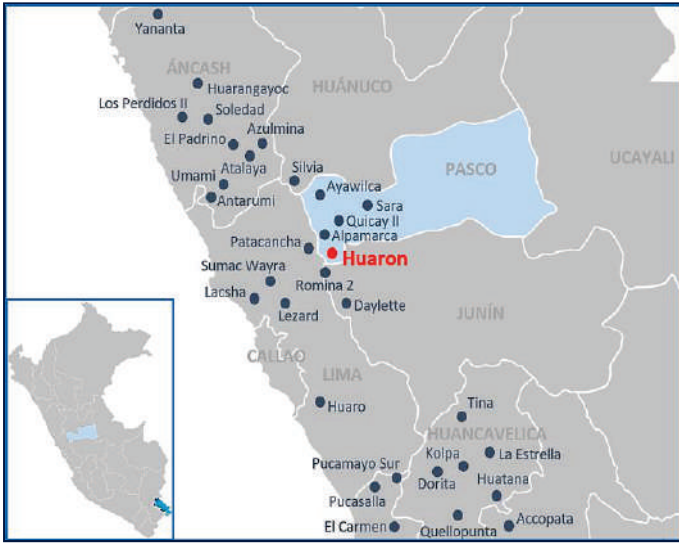 Yananta
ÁNCASH
Huarangayoc
HUÁNUCO
Los Perdidos II
Soledad
El Padrino
Azulmina
Atalaya
UCAYALI
Silvia
PASCO
Umami
Ayawilca
Antarumi
Sara
Quicay II
Alpamarca
Patacancha
Huaron
Sumac Wayra
Romina 2
Lacsha
Lezard
Daylette
JUNÍN
CALLAO
LIMA
Huaro
Tina
HUANCAVELICA
Kolpa
La Estrella
Pucamayo Sur
Dorita
Huatana
Pucasalla
El Carmen
Quellopunta
Accopata